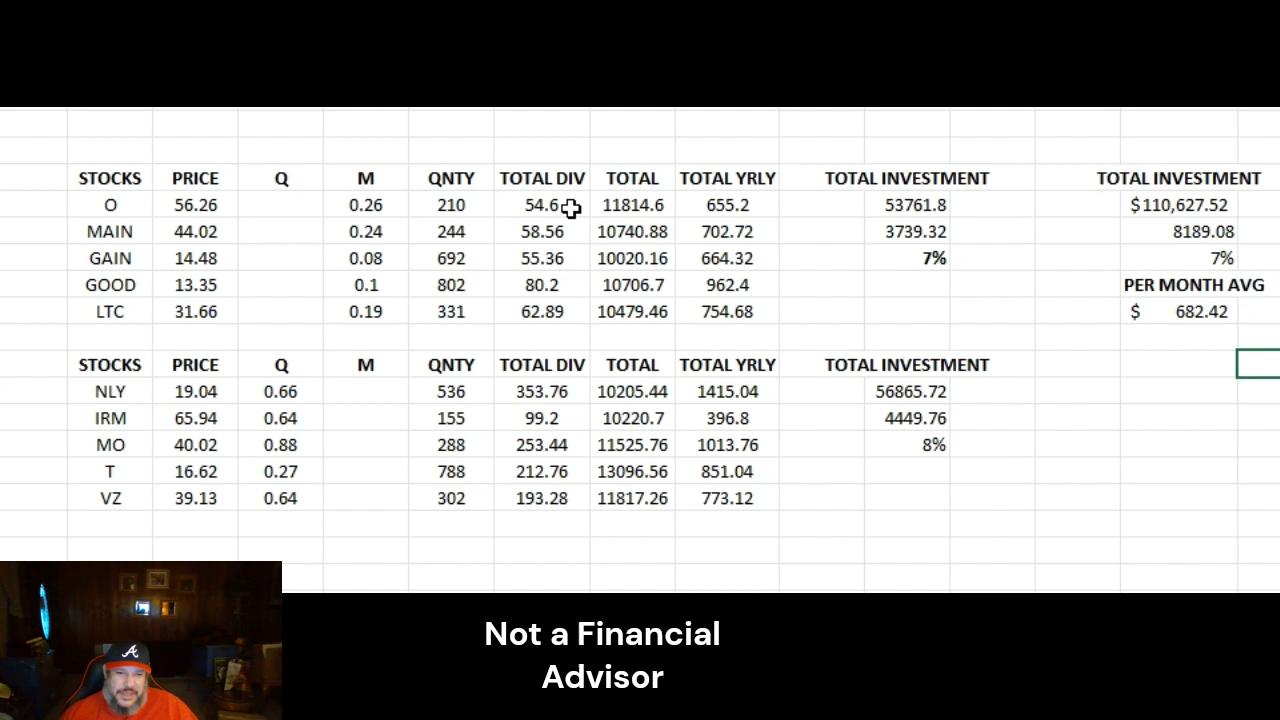 STOCKS PRICE Q M QNTY TOTAL DIV TOTAL TOTAL YRLY TOTAL INVESTMENT TOTAL INVESTMENT
O 56.26 0.26 210 54.6 11814.6 655.2 53761.8 $110,627.52
MAIN 44.02 0.24 244 58.56 10740.88 702.72 3739.32 8189.08
GAIN 14.48 0.08 692 55.36 10020.16 664.32 7% 7%
GOOD 13.35 0.1 802 80.2 10706.7 962.4 PER MONTH AVG
LTC 31.66 0.19 331 62.89 10479.46 754.68 $ 682.42
STOCKS PRICE Q M QNTY TOTAL DIV TOTAL TOTAL YRLY TOTAL INVESTMENT
NLY 19.04 0.66 536 353.76 10205.44 1415.04 56865.72
IRM 65.94 0.64 155 99.2 10220.7 396.8 4449.76
MO 40.02 0.88 288 253.44 11525.76 1013.76 8%
T 16.62 0.27 788 212.76 13096.56 851.04
VZ 39.13 0.64 302 193.28 11817.26 773.12
A
Not a Financial
Advisor